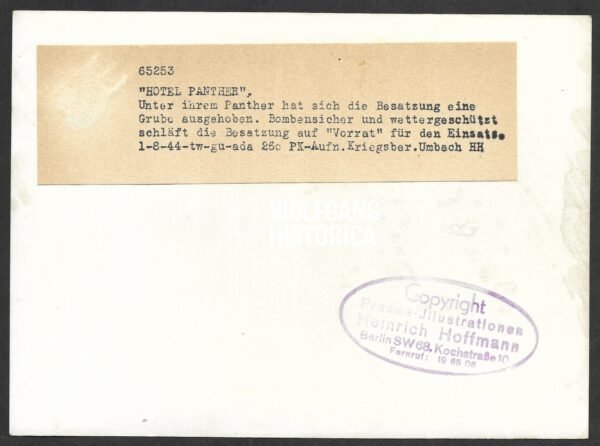 65253
"HOTEL PANTHER",
Unter ihrem Panther hat sich die Besatzung eine
Grube ausgehoben. Bombensicher und wettergeschützt
schläft die Besatzung auf "Vorrat" für den Einsatz.
1-8-44-tw-gu-ada 26c PK-Aufn.Kriegsber.Umbach HH
WOLFGANG
HISTORICA
Copyright
Presse-Jllustrationen
Heinrich Hoffmann
Berlin SW68, Kochstraße 10
Fernruf: 19 55 06